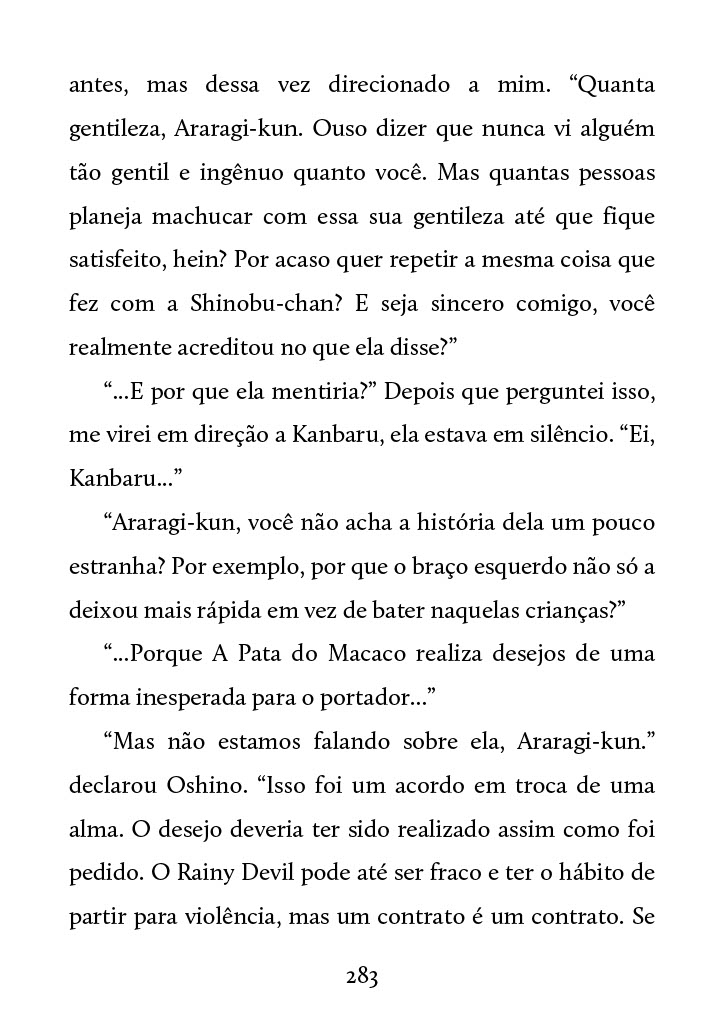 antes, mas dessa vez direcionado a mim. “Quanta
gentileza, Araragi-kun. Ouso dizer que nunca vi alguém
tão gentil e ingênuo quanto você. Mas quantas pessoas
planeja machucar com essa sua gentileza até que fique
satisfeito, hein? Por acaso quer repetir a mesma coisa que
fez com a Shinobu-chan? E seja sincero comigo, você
realmente acreditou no que ela disse?”
“...E por que ela mentiria?” Depois que perguntei isso,
me virei em direção a Kanbaru, ela estava em silêncio. “Ei,
Kanbaru...”
“Araragi-kun, você não acha a história dela um pouco
estranha? Por exemplo, por que o braço esquerdo não só a
deixou mais rápida em vez de bater naquelas crianças?”
“...Porque A Pata do Macaco realiza desejos de uma
forma inesperada para o portador...”
“Mas não estamos falando sobre ela, Araragi-kun.”
declarou Oshino. “Isso foi um acordo em troca de uma
alma. O desejo deveria ter sido realizado assim como foi
pedido. O Rainy Devil pode até ser fraco e ter o hábito de
partir para violência, mas um contrato é um contrato. Se
283